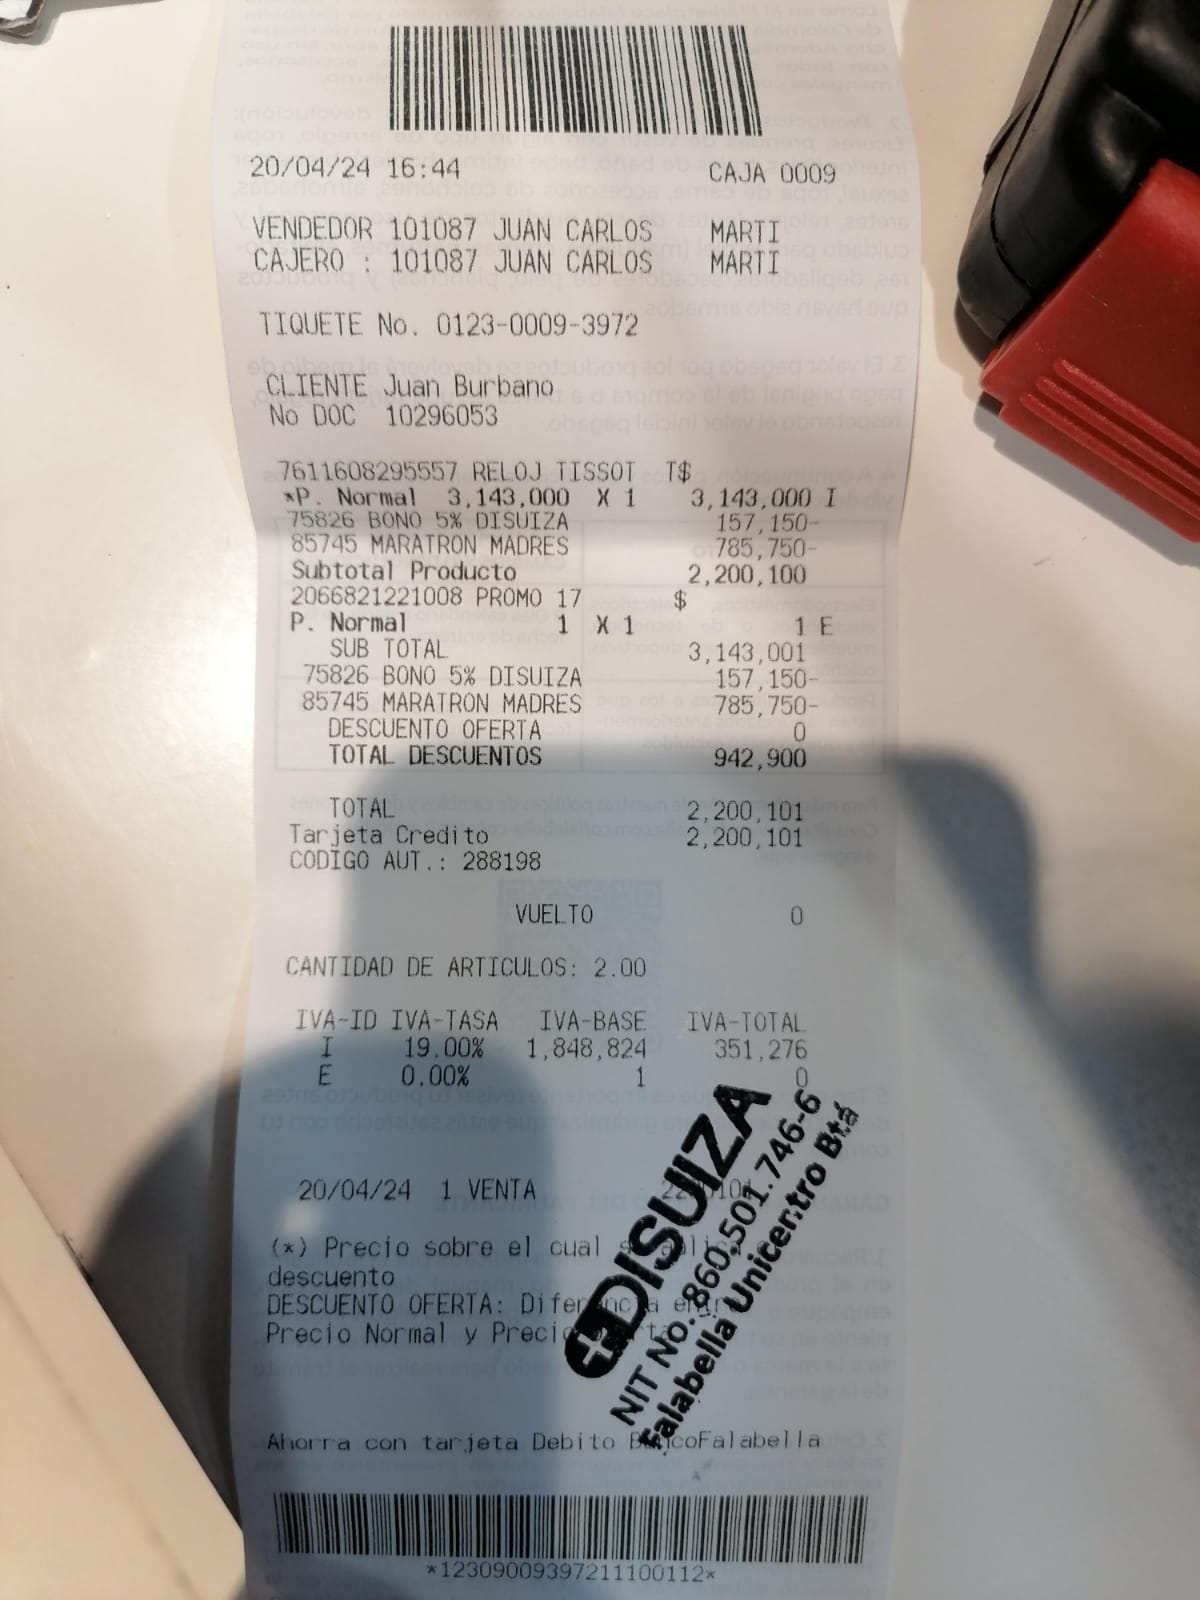 20/04/24 16:44 CAJA 0009
VENDEDOR 101087 JUAN CARLOS MARTI
CAJERO : 101087 JUAN CARLOS MARTI
TIQUETE No. 0123-0009-3972
CLIENTE Juan Burbano
No DOC 10296053
7611608295557 RELOJ TISSOT T$
*P. Normal 3,143,000 X 1 3,143,000 I
75826 BONO 5% DISUIZA 157,150-
85745 MARATRON MADRES 785,750-
Subtotal Producto 2,200,100
2066821221008 PROMO 17 $
P. Normal 1 X 1 1 E
SUB TOTAL 3,143,001
75826 BONO 5% DISUIZA 157,150-
85745 MARATRON MADRES 785,750-
DESCUENTO OFERTA 0
TOTAL DESCUENTOS 942,900
TOTAL 2,200,101
Tarjeta Credito 2,200,101
CODIGO AUT.: 288198
VUELTO 0
CANTIDAD DE ARTICULOS: 2.00
IVA-ID IVA-TASA IVA-BASE IVA-TOTAL
I 19.00% 1,848,824 351,276
E 0.00% 1 0
20/04/24 1 VENTA
(*) Precio sobre el cual
descuento
DESCUENTO OFERTA: Diferencia entre
Precio Normal y Precio
DISUIZA
NIT No. 860.501.746-6
Falabella Unicentro Btá
Ahorra con tarjeta Debito BancoFalabella
*12309009397211100112*